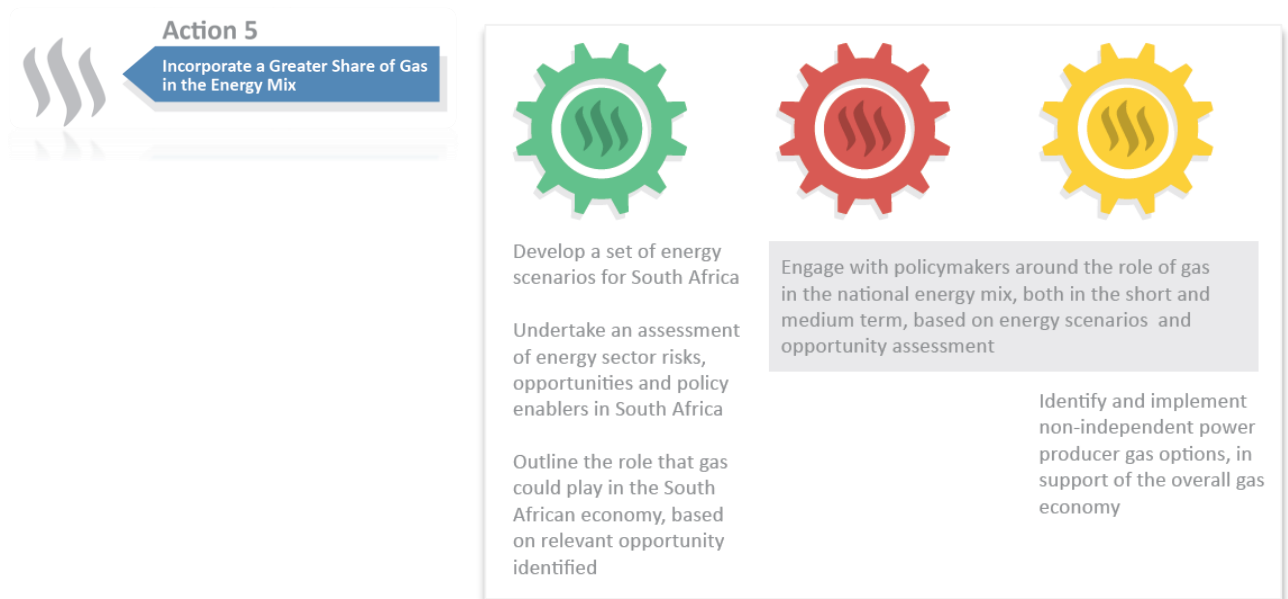 Action 5
Incorporate a Greater Share of Gas
in the Energy Mix
Develop a set of energy
scenarios for South Africa
Undertake an assessment
of energy sector risks,
opportunities and policy
enablers in South Africa
Outline the role that gas
could play in the South
African economy, based
on relevant opportunity
identified
Engage with policymakers around the role of gas
in the national energy mix, both in the short and
medium term, based on energy scenarios and
opportunity assessment
Identify and implement
non-independent power
producer gas options, in
support of the overall gas
economy